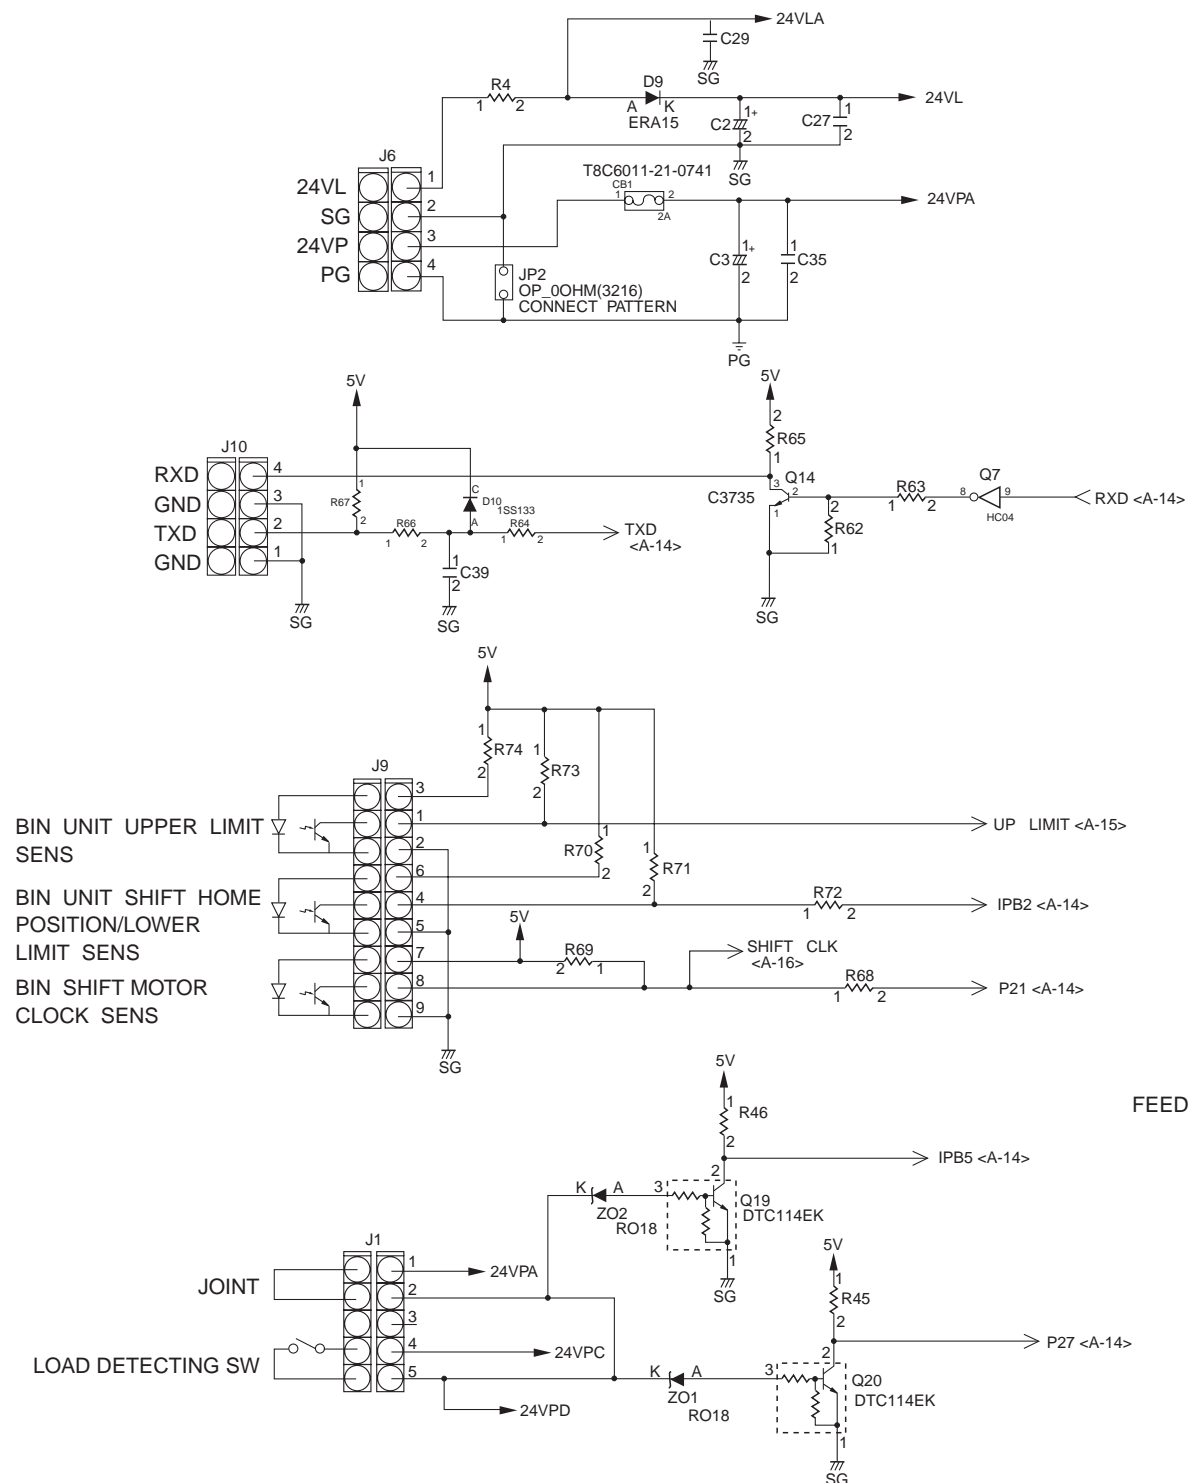 24VLA
C29
SG
R4
1 2
D9
A K
ERA15
24VL
1+
C2
2
1
C27
2
SG
J6
24VL 1
SG 2
24VP 3
PG 4
T8C6011-21-0741
CB1
1 2
2A
24VPA
1+
C3
2
1
C35
2
JP2
OP_0OHM(3216)
CONNECT PATTERN
PG
5V
5V
2
R65
1
J10
RXD 4
GND 3
TXD 2
GND 1
SG
1
R67
2
R66
1 2
C
D10
1SS133
A
R64
1 2
TXD
<A-14>
1
C39
2
SG
Q14
C3735
3
2
1
R63
1 2
Q7
8 9
HC04
RXD <A-14>
2
R62
1
SG
5V
1
R74
2
1
R73
2
1
R70
2
1
R71
2
J9
3
1
2
6
4
5
7
8
9
BIN UNIT UPPER LIMIT
SENS
BIN UNIT SHIFT HOME
POSITION/LOWER
LIMIT SENS
BIN SHIFT MOTOR
CLOCK SENS
UP LIMIT <A-15>
R72
1 2
IPB2 <A-14>
5V
R69
2 1
SHIFT CLK
<A-16>
R68
1 2
P21 <A-14>
SG
FEED
5V
1
R46
2
IPB5 <A-14>
K A
ZO2
RO18
3
2
Q19
DTC114EK
1
SG
J1
JOINT
1
2
3
4
5
24VPA
24VPC
24VPD
LOAD DETECTING SW
K A
ZO1
RO18
5V
1
R45
2
P27 <A-14>
3
2
Q20
DTC114EK
1
SG